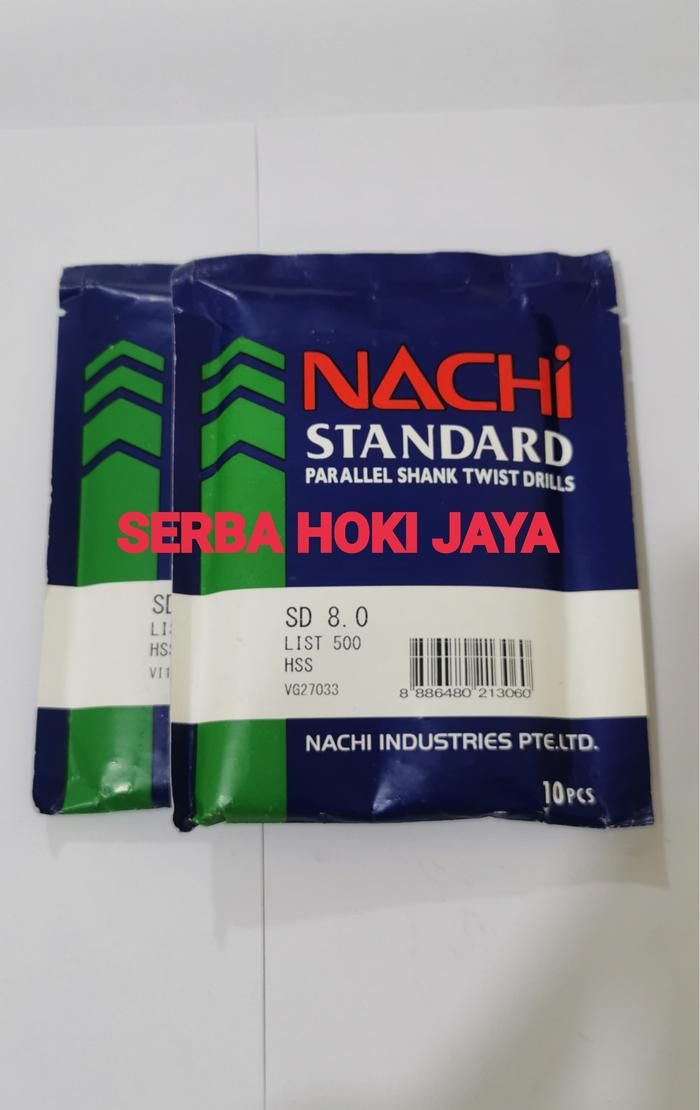 NACHi
STANDARD
PARALLEL SHANK TWIST DRILLS
SERBA HOKI JAYA
SD 8.0
LIST 500
HSS
VG27033
8 886480 213060
NACHI INDUSTRIES PTE.LTD.
10PCS